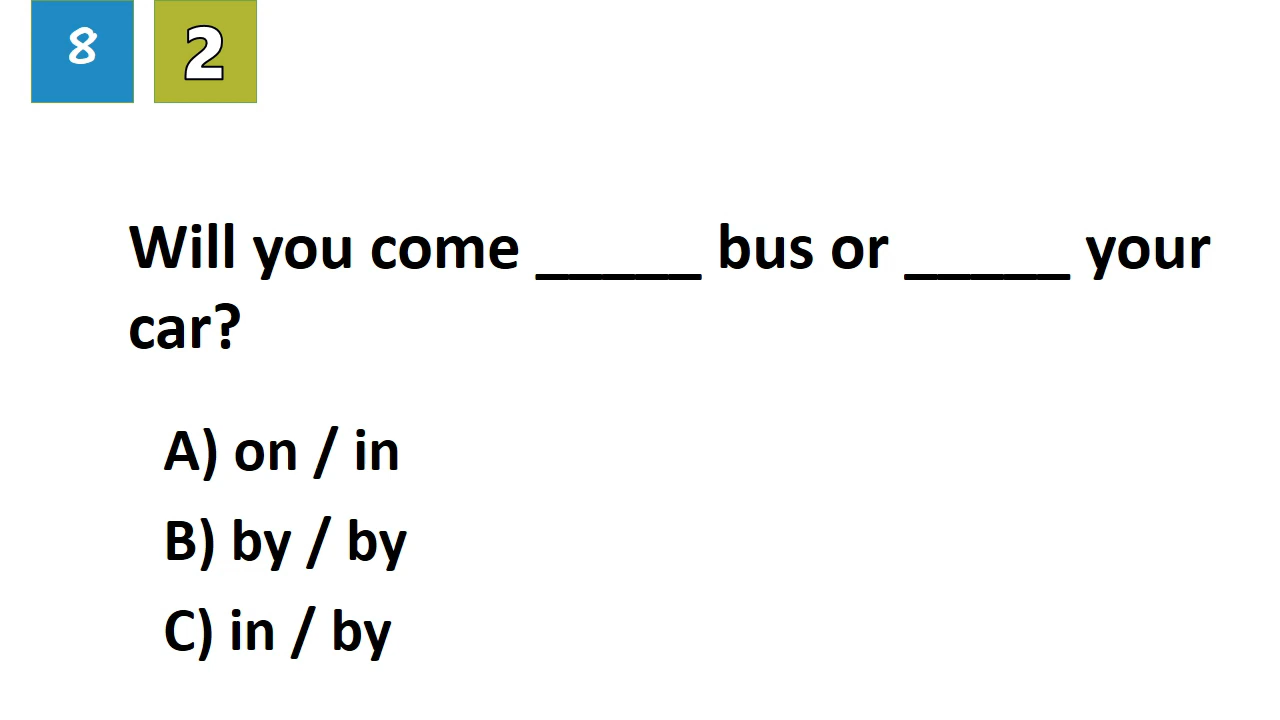 8 2
Will you come _____ bus or _____ your
car?
A) on / in
B) by / by
C) in / by